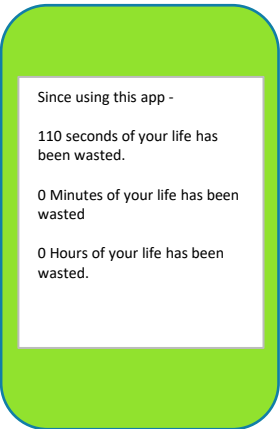 Since using this app -
110 seconds of your life has
been wasted.
0 Minutes of your life has been
wasted
0 Hours of your life has been
wasted.